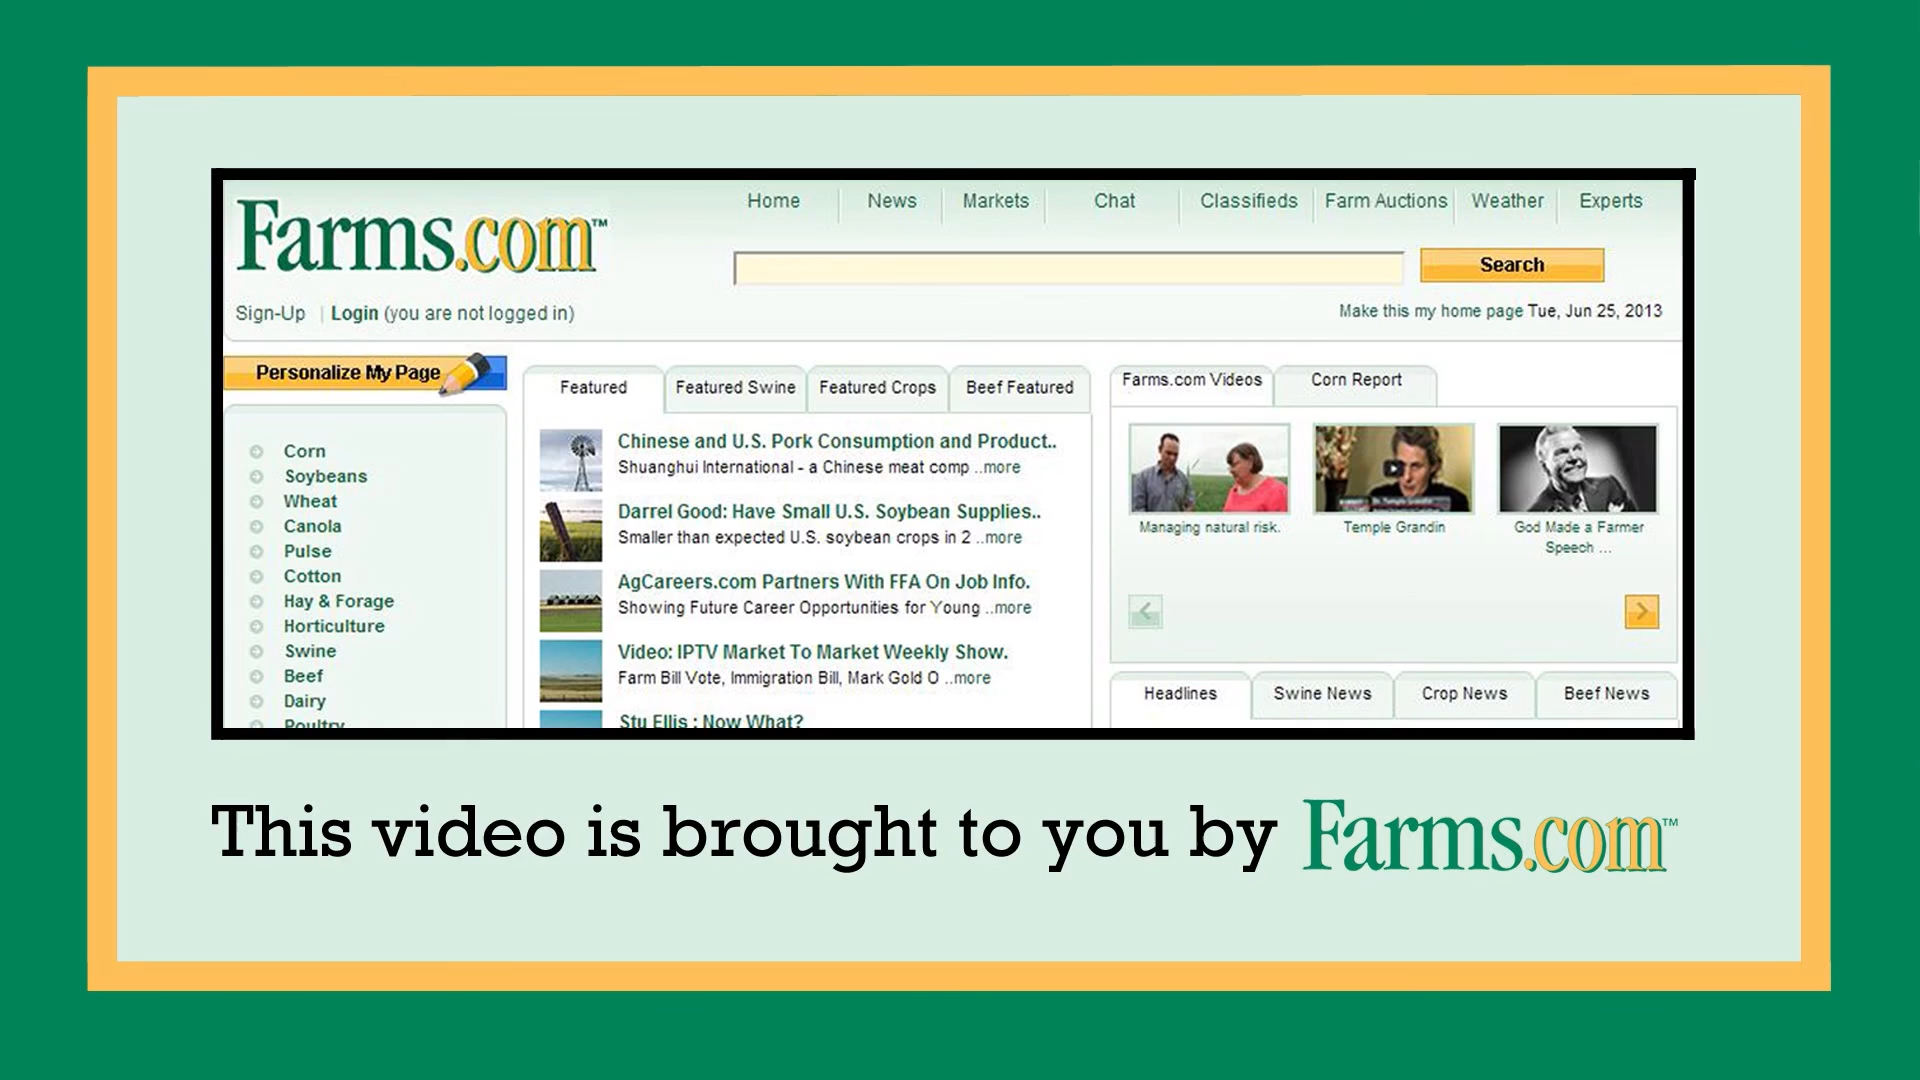 Farms.com™
Home News Markets Chat Classifieds Farm Auctions Weather Experts
Search
Sign-Up | Login (you are not logged in)
Make this my home page Tue, Jun 25, 2013
Personalize My Page
Corn
Soybeans
Wheat
Canola
Pulse
Cotton
Hay & Forage
Horticulture
Swine
Beef
Dairy
Poultry
Featured Featured Swine Featured Crops Beef Featured
Chinese and U.S. Pork Consumption and Product..
Shuanghui International - a Chinese meat comp ..more
Darrel Good: Have Small U.S. Soybean Supplies..
Smaller than expected U.S. soybean crops in 2 ..more
AgCareers.com Partners With FFA On Job Info.
Showing Future Career Opportunities for Young ..more
Video: IPTV Market To Market Weekly Show.
Farm Bill Vote, Immigration Bill, Mark Gold O ..more
Stu Ellis : Now What?
Farms.com Videos Corn Report
Managing natural risk.
Temple Grandin
God Made a Farmer
Speech ...
Headlines Swine News Crop News Beef News
This video is brought to you by Farms.com™